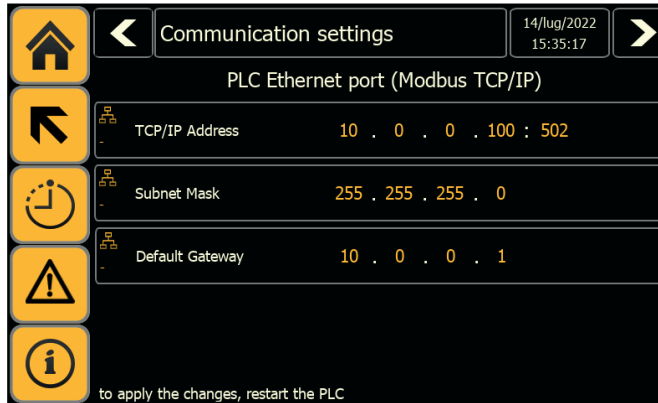 Communication settings
14/lug/2022
15:35:17
PLC Ethernet port (Modbus TCP/IP)
TCP/IP Address 10 . 0 . 0 . 100 : 502
-
Subnet Mask 255 . 255 . 255 . 0
-
Default Gateway 10 . 0 . 0 . 1
-
to apply the changes, restart the PLC